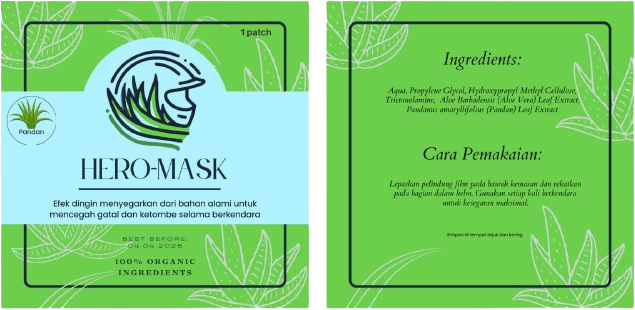 1 patch
Pandan
HERO-MASK
Efek dingin menyegarkan dari bahan alami untuk
mencegah gatal dan ketombe selama berkendara
BEST BEFORE:
04 04 2025
100% ORGANIC
INGREDIENTS
Ingredients:
Aqua, Propylene Glycol, Hydroxypropyl Methyl Cellulose,
Trietanolamine, Aloe Barbadensis (Aloe Vera) Leaf Extract,
Pandanus amaryllifolius (Pandan) Leaf Extract
Cara Pemakaian:
Lepaskan pelindung film pada bawah kemasan dan rekatkan
pada bagian dalam helm. Gunakan setiap kali berkendara
untuk kesegaran maksimal.
Simpan di tempat sejuk dan kering.